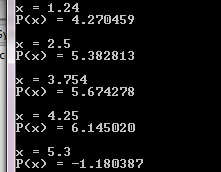 x = 1.24
P(x) = 4.270459
x = 2.5
P(x) = 5.382813
x = 3.754
P(x) = 5.674278
x = 4.25
P(x) = 6.145020
x = 5.3
P(x) = -1.180387